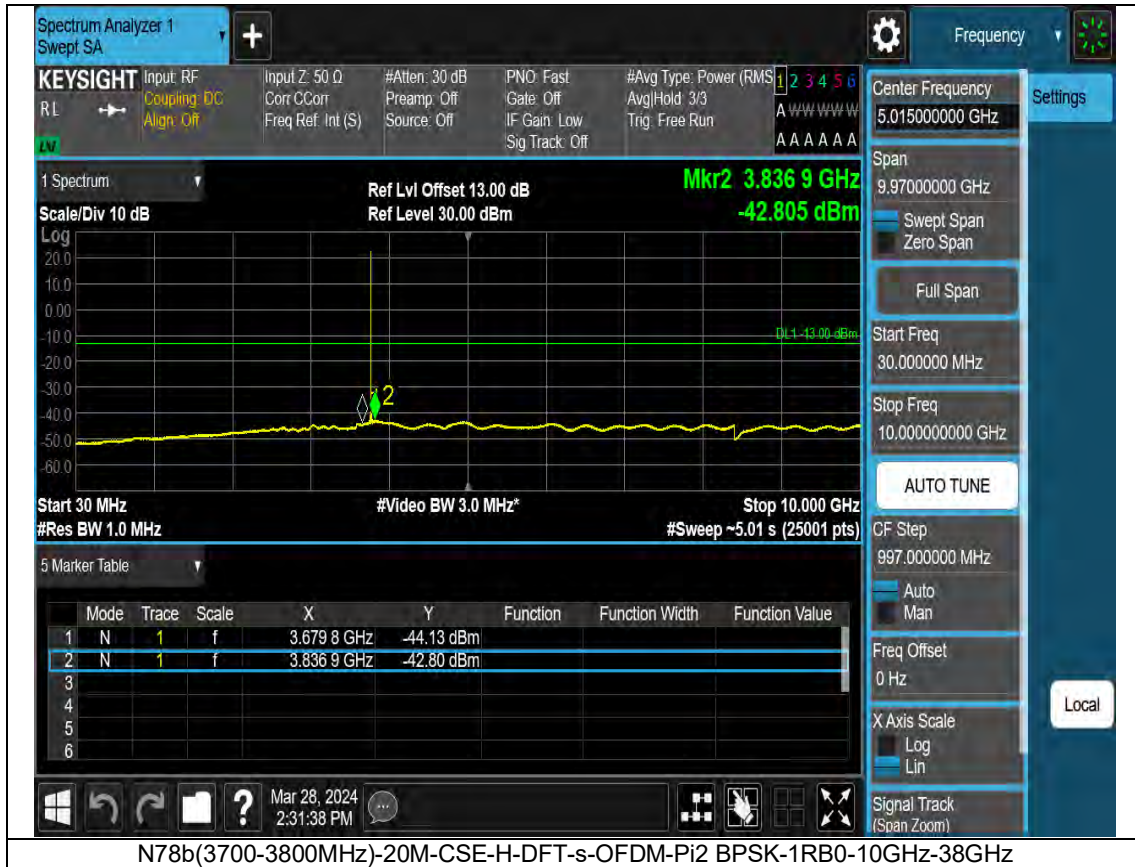 Spectrum Analyzer 1
Swept SA
Frequency
KEYSIGHT
RL
Input: RF
Coupling: DC
Align: Off
Input Z: 50 Ω
Corr CCorr
Freq Ref: Int (S)
#Atten: 30 dB
Preamp: Off
Source: Off
PNO: Fast
Gate: Off
IF Gain: Low
Sig Track: Off
#Avg Type: Power (RMS
Avg|Hold: 3/3
Trig: Free Run
1 2 3 4 5 6
A W W W W W
A A A A A A
1 Spectrum
Scale/Div 10 dB
Log
Ref Lvl Offset 13.00 dB
Ref Level 30.00 dBm
Mkr2 3.836 9 GHz
-42.805 dBm
20.0
10.0
0.00
-10.0
-20.0
-30.0
-40.0
-50.0
-60.0
DL1 -13.00 dBm
2
Start 30 MHz
#Res BW 1.0 MHz
#Video BW 3.0 MHz*
Stop 10.000 GHz
#Sweep ~5.01 s (25001 pts)
5 Marker Table
Mode Trace Scale X Y Function Function Width Function Value
1 N 1 f 3.679 8 GHz -44.13 dBm
2 N 1 f 3.836 9 GHz -42.80 dBm
3
4
5
6
Mar 28, 2024
2:31:38 PM
Center Frequency
5.015000000 GHz
Settings
Span
9.97000000 GHz
Swept Span
Zero Span
Full Span
Start Freq
30.000000 MHz
Stop Freq
10.000000000 GHz
AUTO TUNE
CF Step
997.000000 MHz
Auto
Man
Freq Offset
0 Hz
X Axis Scale
Log
Lin
Local
Signal Track
(Span Zoom)
N78b(3700-3800MHz)-20M-CSE-H-DFT-s-OFDM-Pi2 BPSK-1RB0-10GHz-38GHz